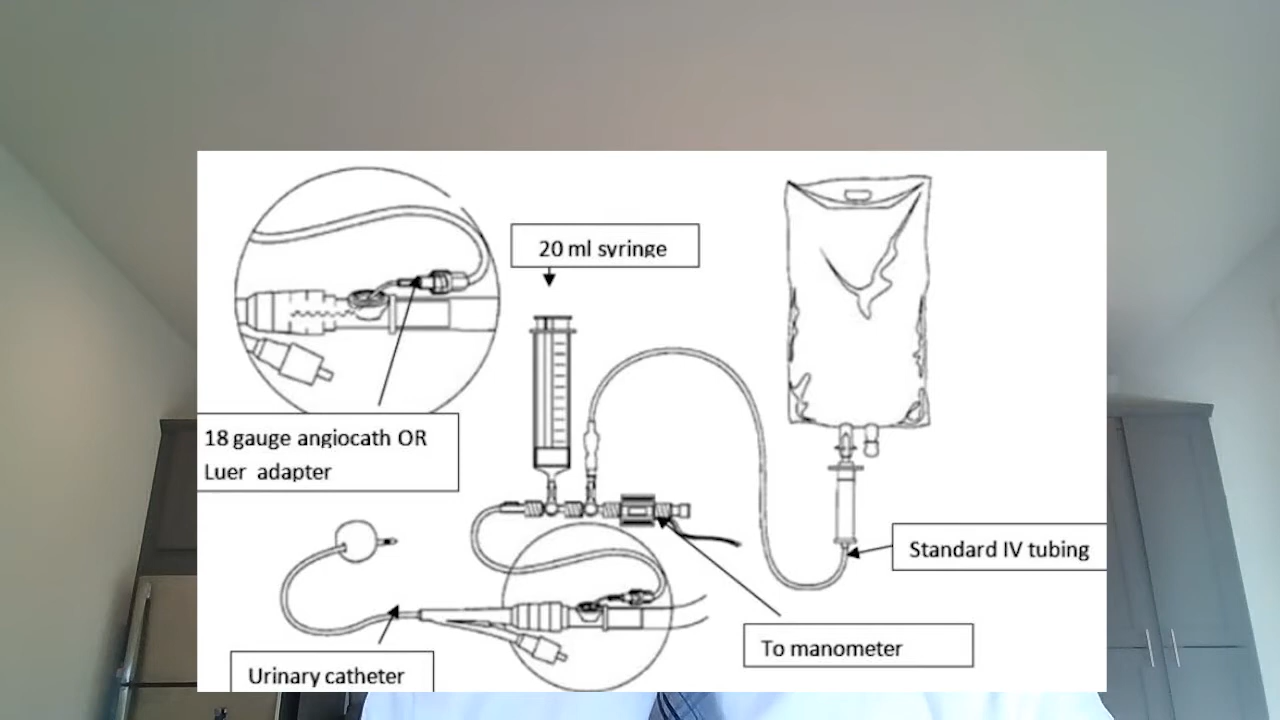 20 ml syringe
18 gauge angiocath OR
Luer adapter
Standard IV tubing
To manometer
Urinary catheter